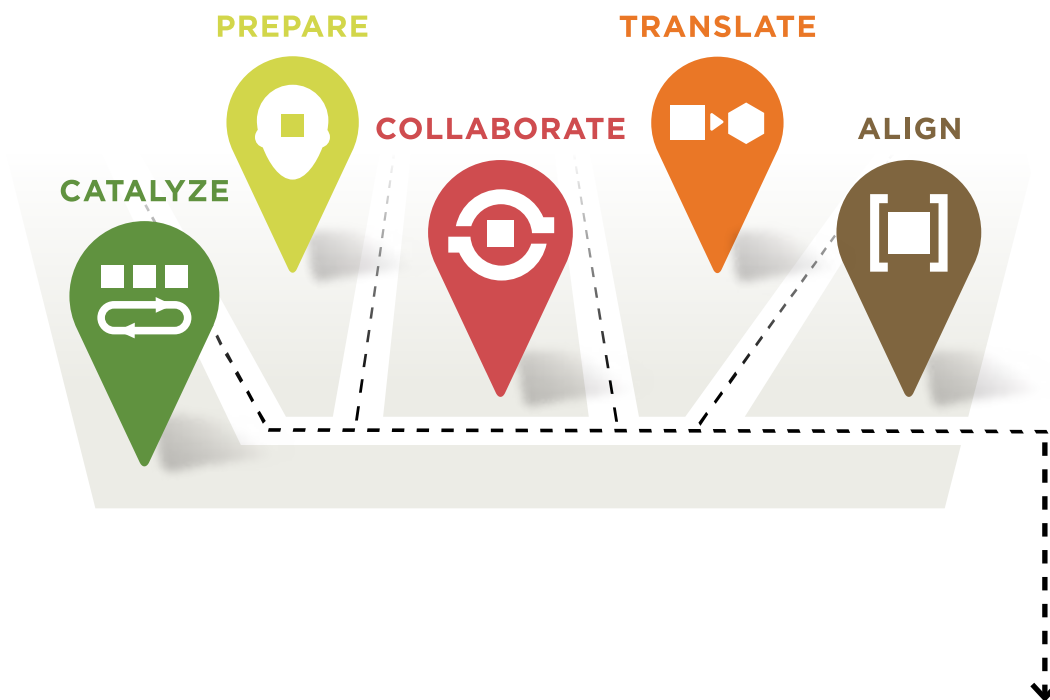 PREPARE
TRANSLATE
COLLABORATE
ALIGN
CATALYZE